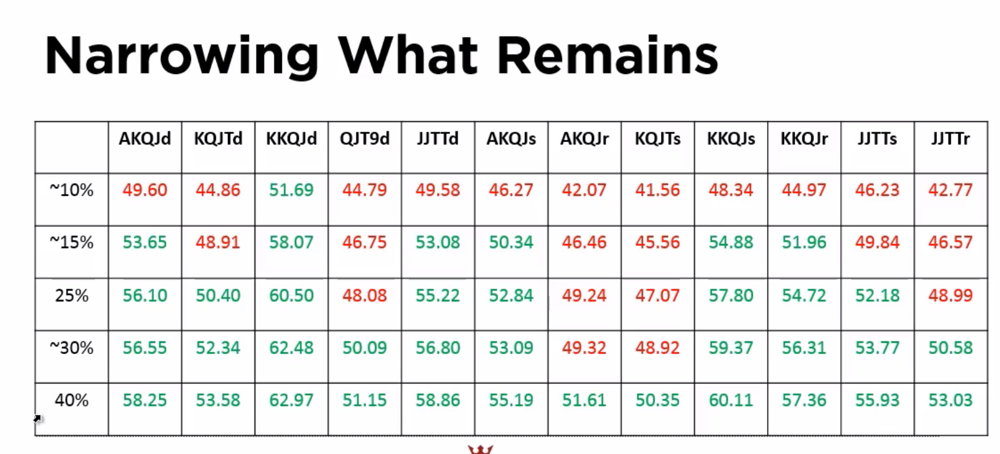 Narrowing What Remains
AKQJd KQJTd KKQJd QJT9d JJTTd AKQJs AKQJr KQJTs KKQJs KKQJr JJTTs JJTTr
~10% 49.60 44.86 51.69 44.79 49.58 46.27 42.07 41.56 48.34 44.97 46.23 42.77
~15% 53.65 48.91 58.07 46.75 53.08 50.34 46.46 45.56 54.88 51.96 49.84 46.57
25% 56.10 50.40 60.50 48.08 55.22 52.84 49.24 47.07 57.80 54.72 52.18 48.99
~30% 56.55 52.34 62.48 50.09 56.80 53.09 49.32 48.92 59.37 56.31 53.77 50.58
40% 58.25 53.58 62.97 51.15 58.86 55.19 51.61 50.35 60.11 57.36 55.93 53.03